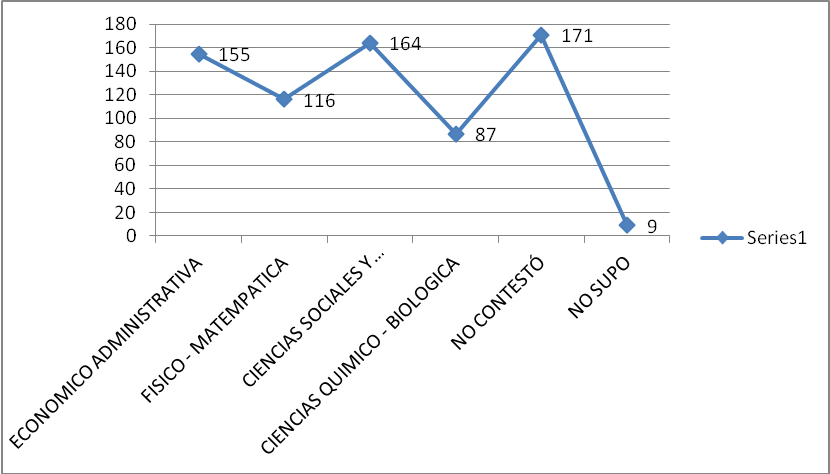 180
160
140
120
100
80
60
40
20
0
155
116
164
87
171
9
ECONOMICO ADMINISTRATIVA
FISICO - MATEMPATICA
CIENCIAS SOCIALES Y...
CIENCIAS QUIMICO - BIOLOGICA
NO CONTESTÓ
NO SUPO
Series1